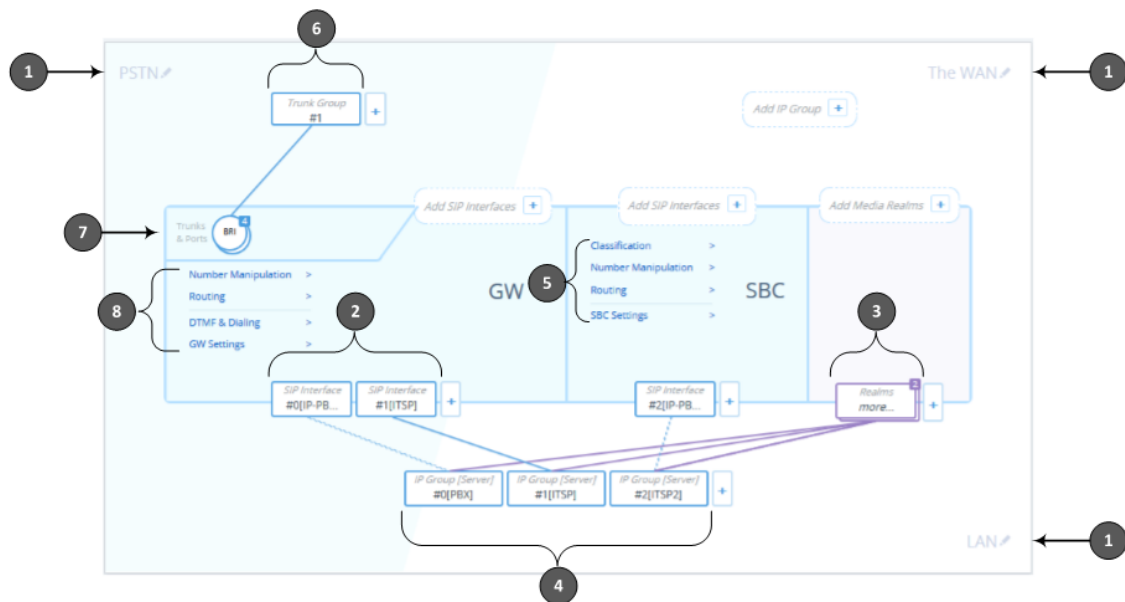 6
1
PSTN
The WAN
1
Trunk Group
#1
+
Add IP Group +
Add SIP Interfaces +
Add SIP Interfaces +
Add Media Realms +
7
Trunks
& Ports
BRI
4
Number Manipulation >
Routing >
DTMF & Dialing >
GW Settings >
8
GW
5
Classification >
Number Manipulation >
Routing >
SBC Settings >
SBC
2
3
SIP Interface
#0[IP-PB...
SIP Interface
#1[ITSP]
+
SIP Interface
#2[IP-PB...
+
2
Realms
more...
+
IP Group [Server]
#0[PBX]
IP Group [Server]
#1[ITSP]
IP Group [Server]
#2[ITSP2]
+
4
LAN
1